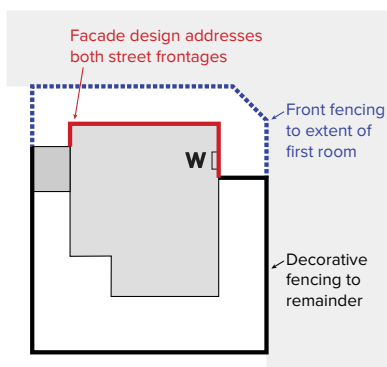 Facade design addresses
both street frontages
Front fencing
to extent of
first room
W
Decorative
fencing to
remainder